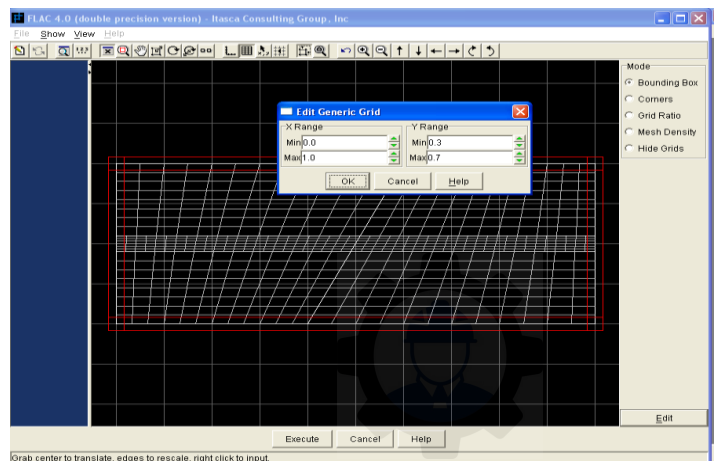 FLAC 4.0 (double precision version) - Itasca Consulting Group, Inc
File Show View Help
Mode
Bounding Box
Corners
Grid Ratio
Mesh Density
Hide Grids
Edit Generic Grid
X Range Y Range
Min 0.0 Min 0.3
Max 1.0 Max 0.7
OK Cancel Help
Edit
Execute Cancel Help
Grab center to translate, edges to rescale, right click to input.